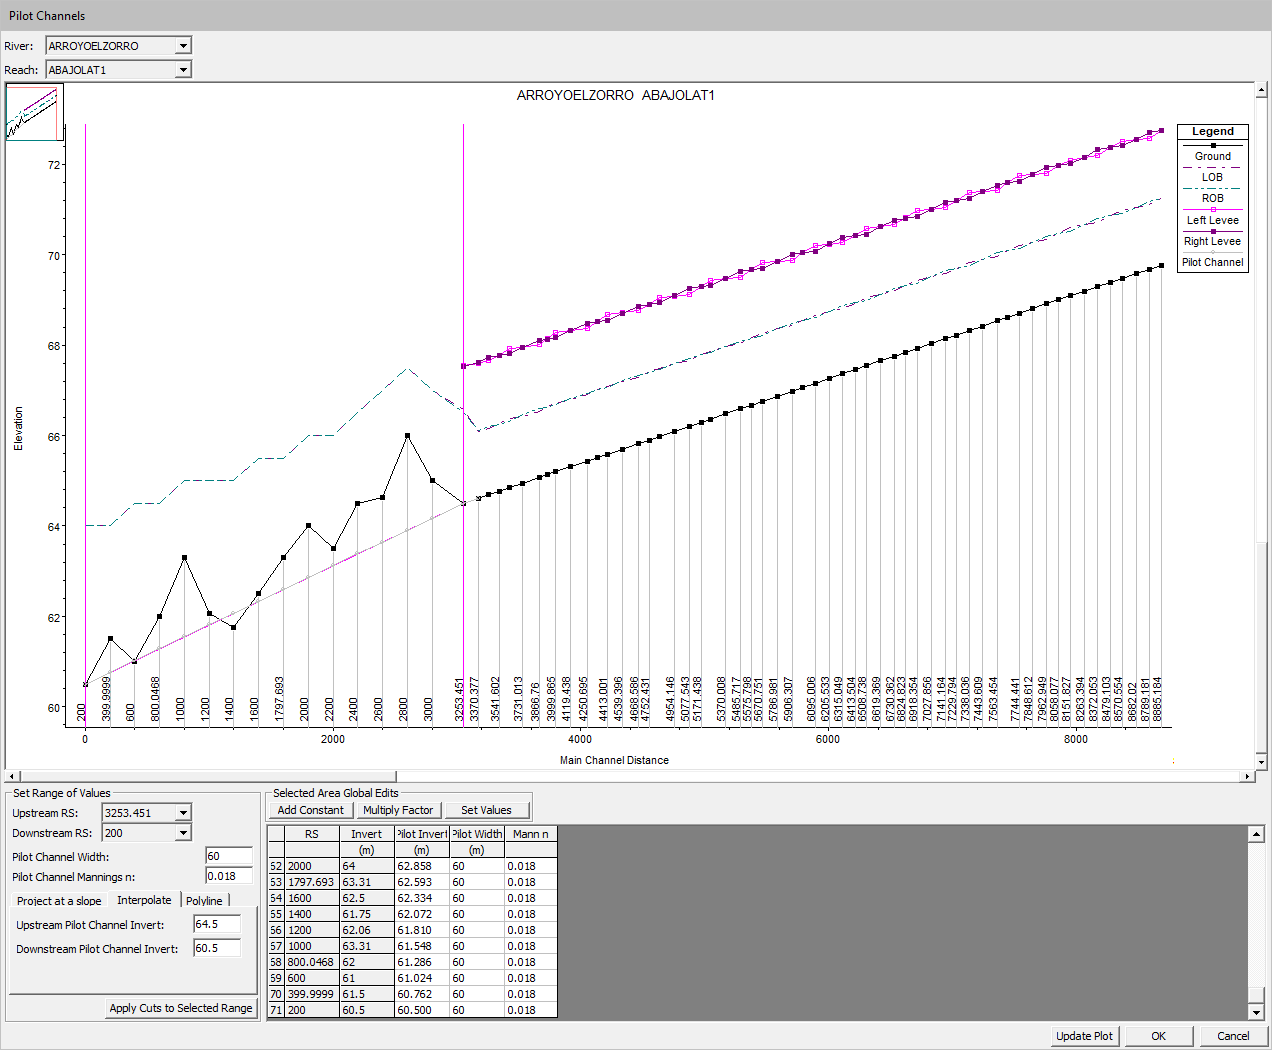 Pilot Channels
River: ARROYOELZORRO
Reach: ABAJOLAT1
ARROYOELZORRO  ABAJOLAT1
Legend
Ground
LOB
ROB
Left Levee
Right Levee
Pilot Channel
Elevation
72
70
68
66
64
62
60
200
399.9999
600
800.0468
1000
1200
1400
1600
1797.693
2000
2200
2400
2600
2800
3000
3253.451
3370.377
3541.602
3731.013
3866.76
3999.865
4119.438
4250.695
4413.001
4539.396
4668.586
4752.431
4954.146
5077.543
5171.438
5370.008
5485.717
5575.798
5670.751
5786.981
5906.307
6095.006
6205.533
6315.049
6413.504
6508.738
6619.369
6730.362
6824.823
6918.354
7027.856
7141.164
7229.794
7338.036
7443.609
7563.454
7744.441
7848.612
7962.949
8058.077
8151.827
8263.394
8372.053
8479.103
8570.554
8682.02
8789.181
8885.184
0 2000 4000 6000 8000
Main Channel Distance
Set Range of Values
Upstream RS: 3253.451
Downstream RS: 200
Pilot Channel Width: 60
Pilot Channel Mannings n: 0.018
Project at a slope Interpolate Polyline
Upstream Pilot Channel Invert: 64.5
Downstream Pilot Channel Invert: 60.5
Apply Cuts to Selected Range
Selected Area Global Edits
Add Constant Multiply Factor Set Values
RS Invert Pilot Invert Pilot Width Mann n
(m) (m) (m)
52 2000 64 62.858 60 0.018
53 1797.693 63.31 62.593 60 0.018
54 1600 62.5 62.334 60 0.018
55 1400 61.75 62.072 60 0.018
56 1200 62.06 61.810 60 0.018
57 1000 63.31 61.548 60 0.018
58 800.0468 62 61.286 60 0.018
59 600 61 61.024 60 0.018
70 399.9999 61.5 60.762 60 0.018
71 200 60.5 60.500 60 0.018
Update Plot OK Cancel